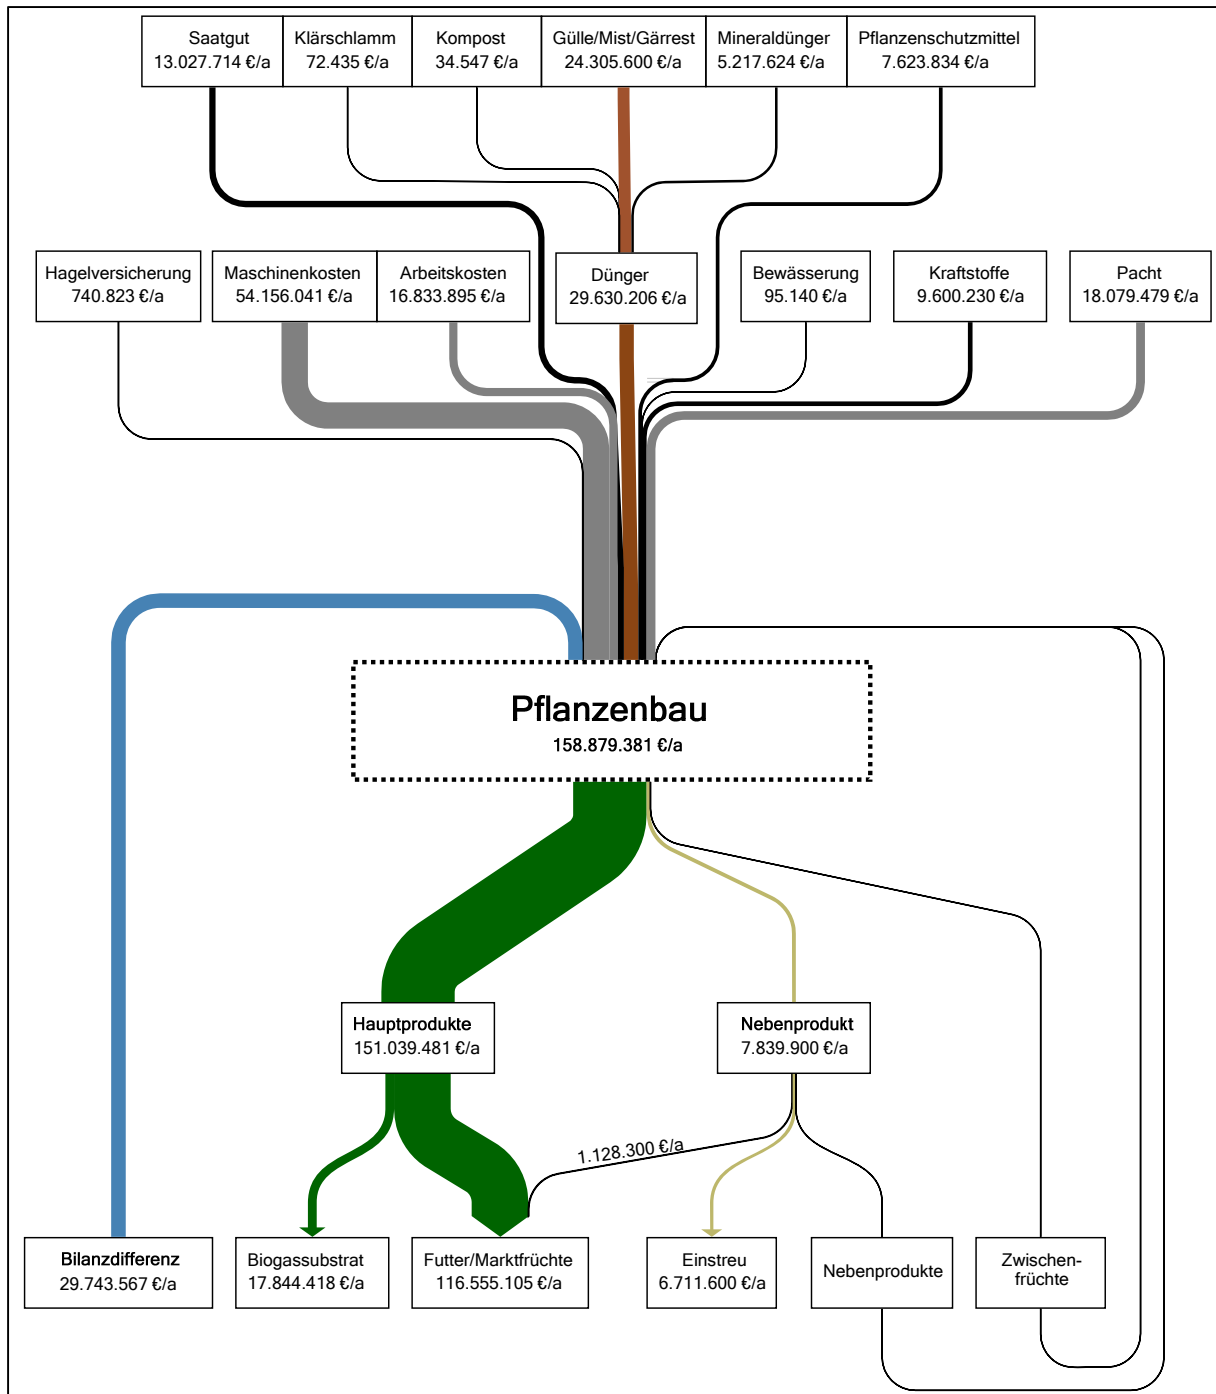 Saatgut
13.027.714 €/a
Klärschlamm
72.435 €/a
Kompost
34.547 €/a
Gülle/Mist/Gärrest
24.305.600 €/a
Mineraldünger
5.217.624 €/a
Pflanzenschutzmittel
7.623.834 €/a
Hagelversicherung
740.823 €/a
Maschinenkosten
54.156.041 €/a
Arbeitskosten
16.833.895 €/a
Dünger
29.630.206 €/a
Bewässerung
95.140 €/a
Kraftstoffe
9.600.230 €/a
Pacht
18.079.479 €/a
Pflanzenbau
158.879.381 €/a
Hauptprodukte
151.039.481 €/a
Nebenprodukt
7.839.900 €/a
1.128.300 €/a
Bilanzdifferenz
29.743.567 €/a
Biogassubstrat
17.844.418 €/a
Futter/Marktfrüchte
116.555.105 €/a
Einstreu
6.711.600 €/a
Nebenprodukte
Zwischen-
früchte